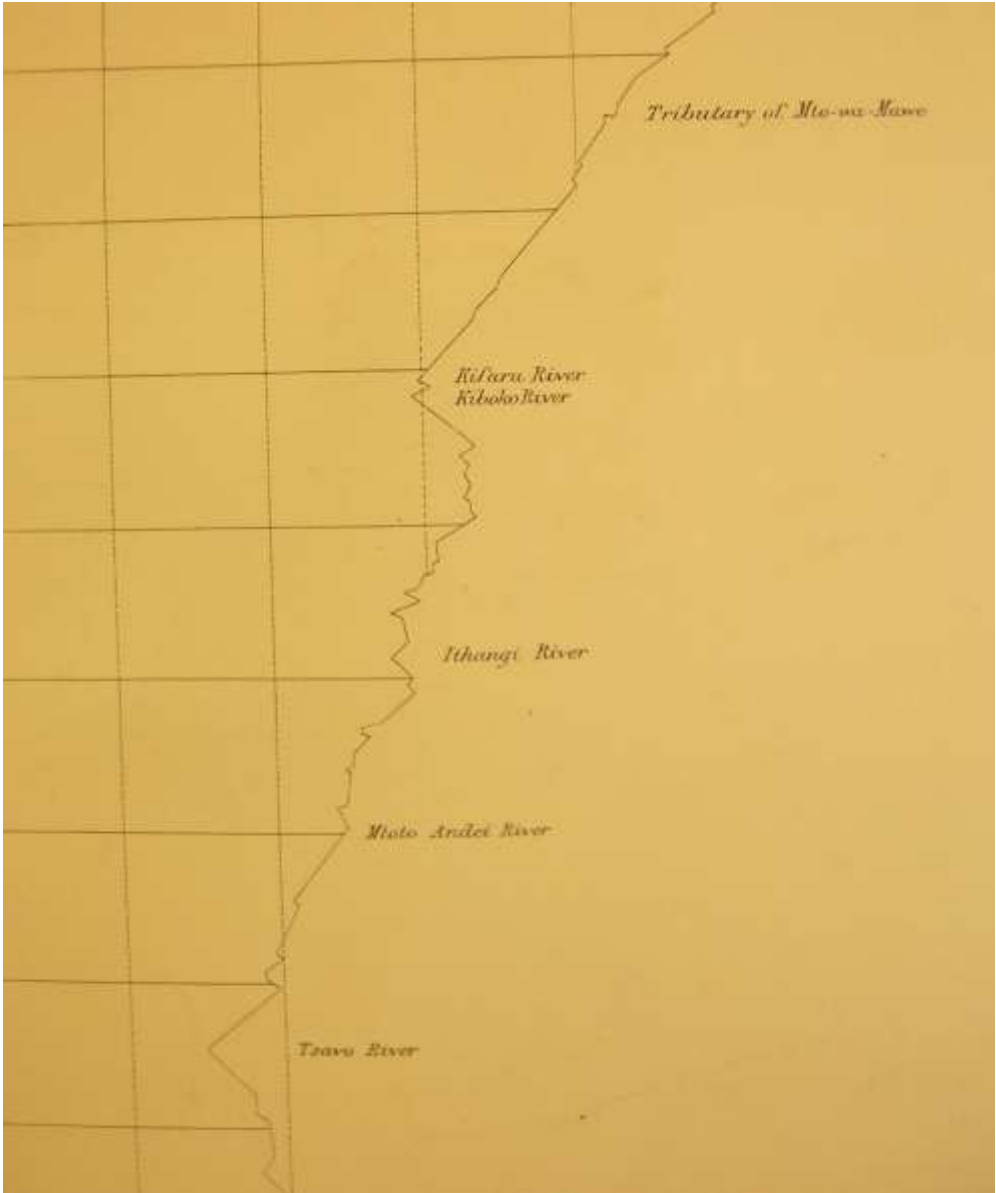 Tributary of Mto-wa-Mawe
Kifaru River
Kiboko River
Ithangi River
Mtoto Andei River
Tsavo River